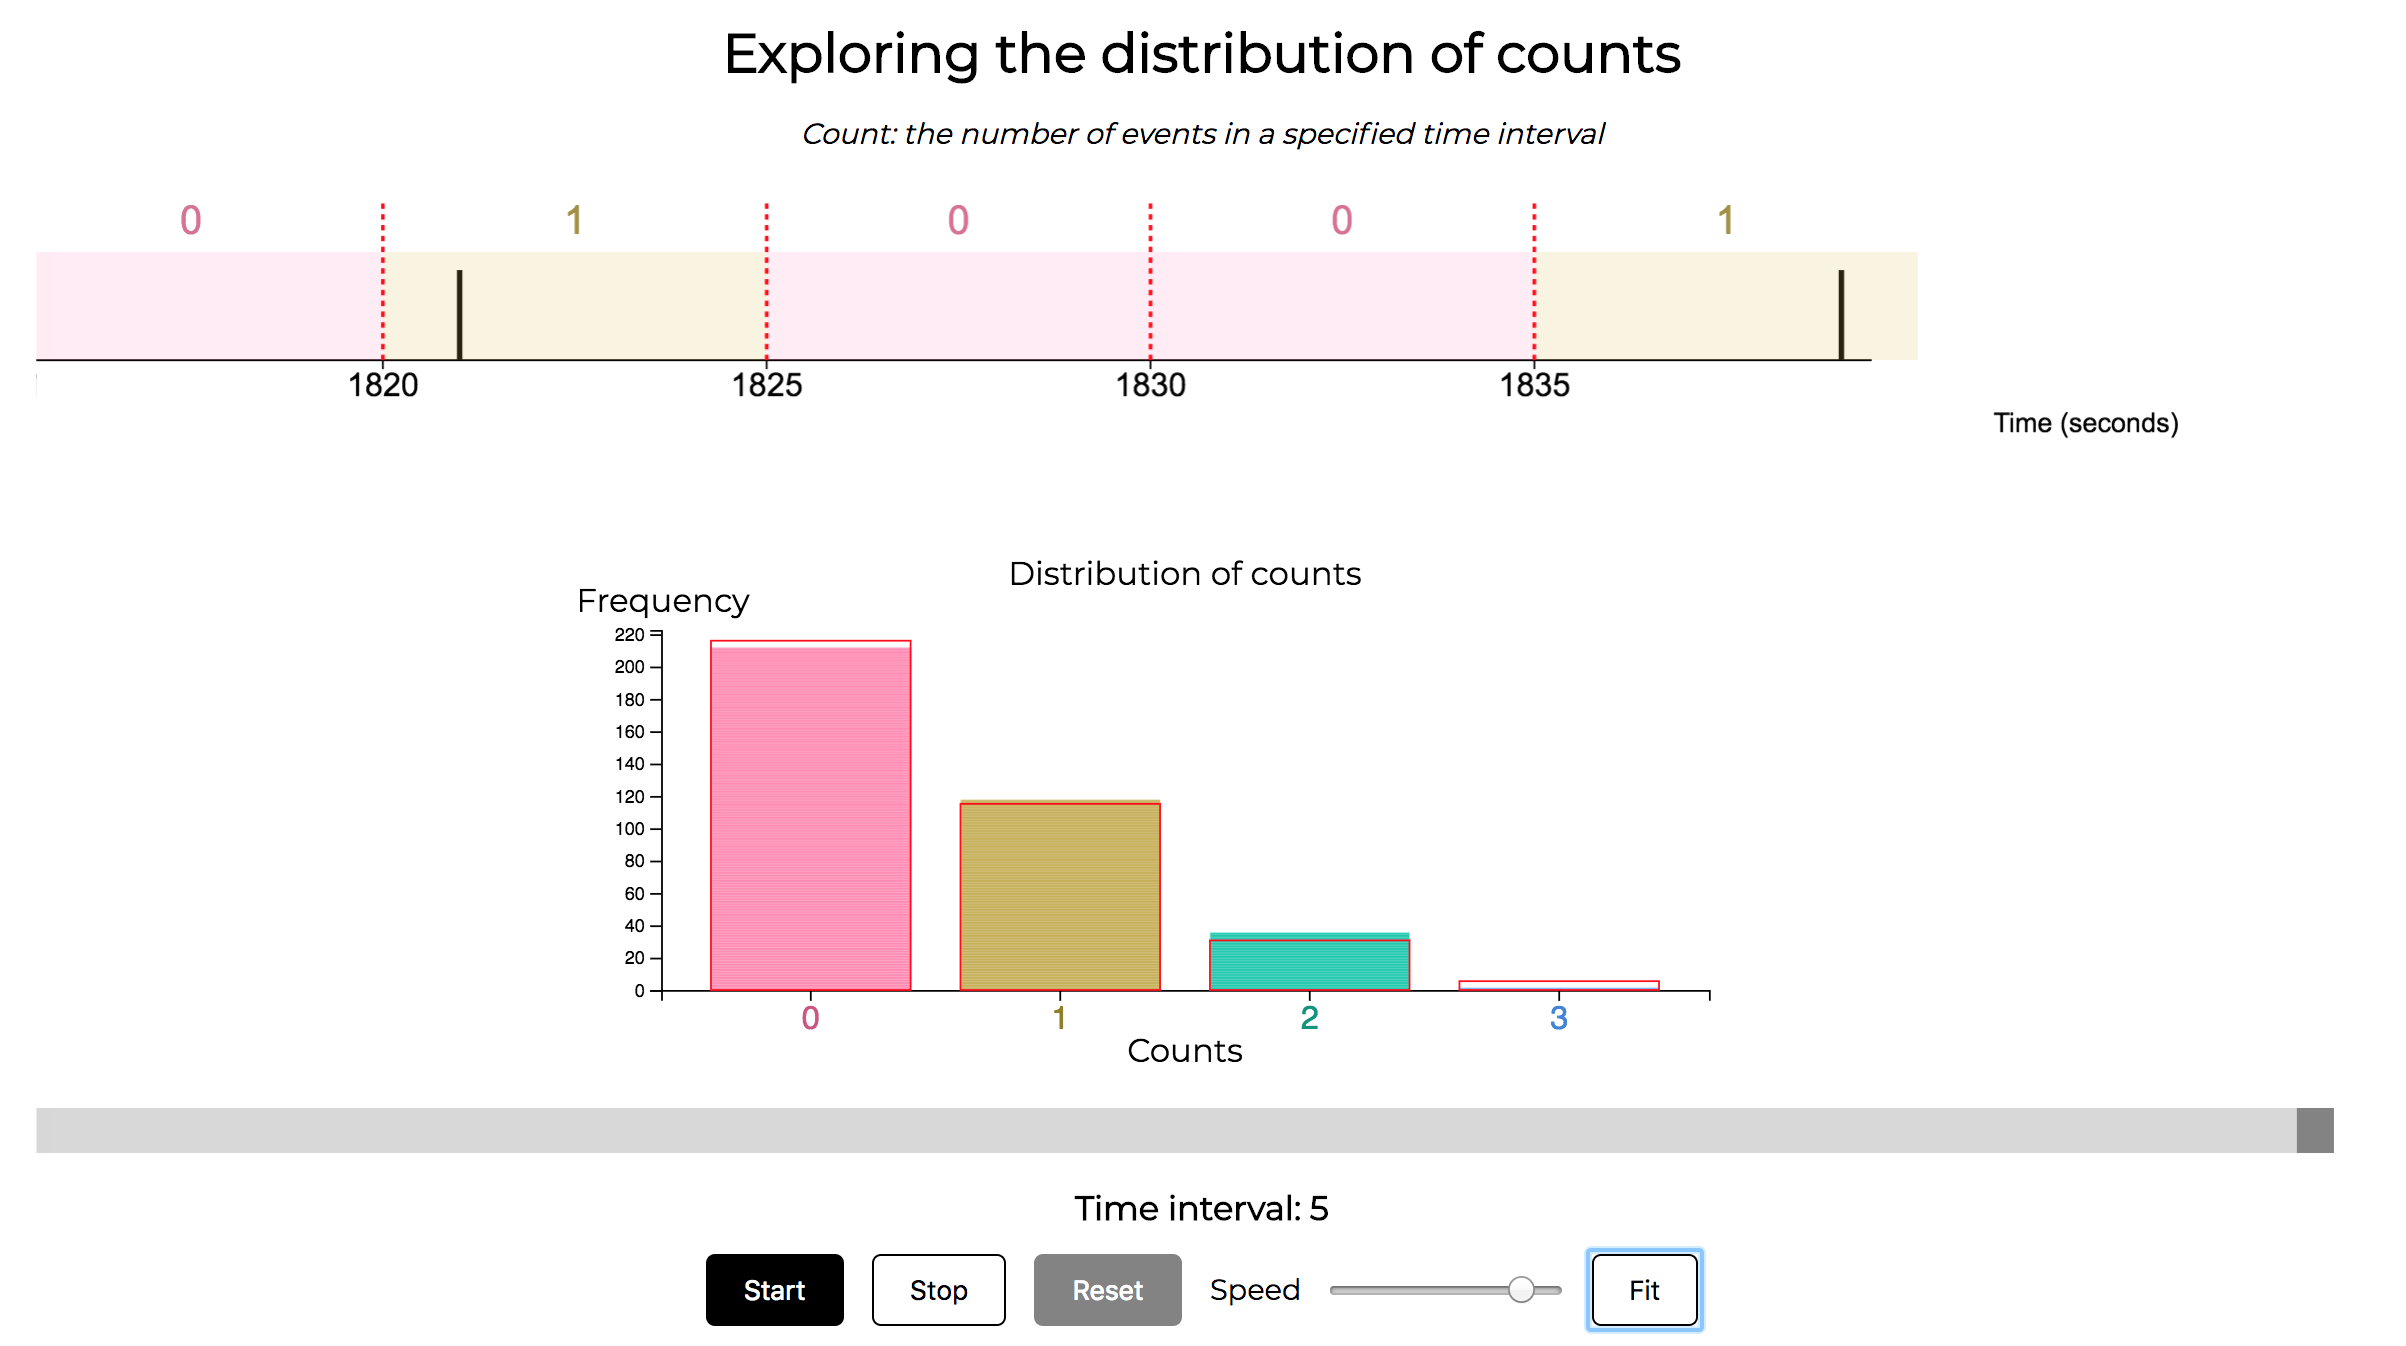 Exploring the distribution of counts
Count: the number of events in a specified time interval
0 1 0 0 1
1820 1825 1830 1835
Time (seconds)
Distribution of counts
Frequency
220
200
180
160
140
120
100
80
60
40
20
0
0 1 2 3
Counts
Time interval: 5
Start Stop Reset Speed Fit